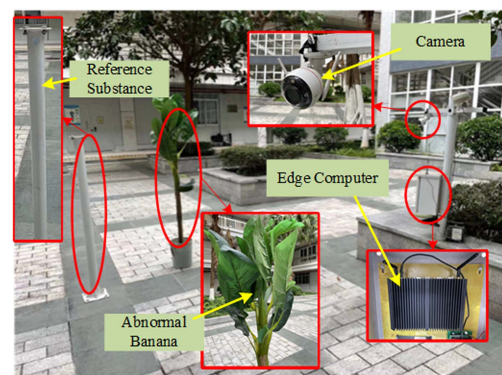 Reference
Substance
Camera
Edge Computer
Abnormal
Banana